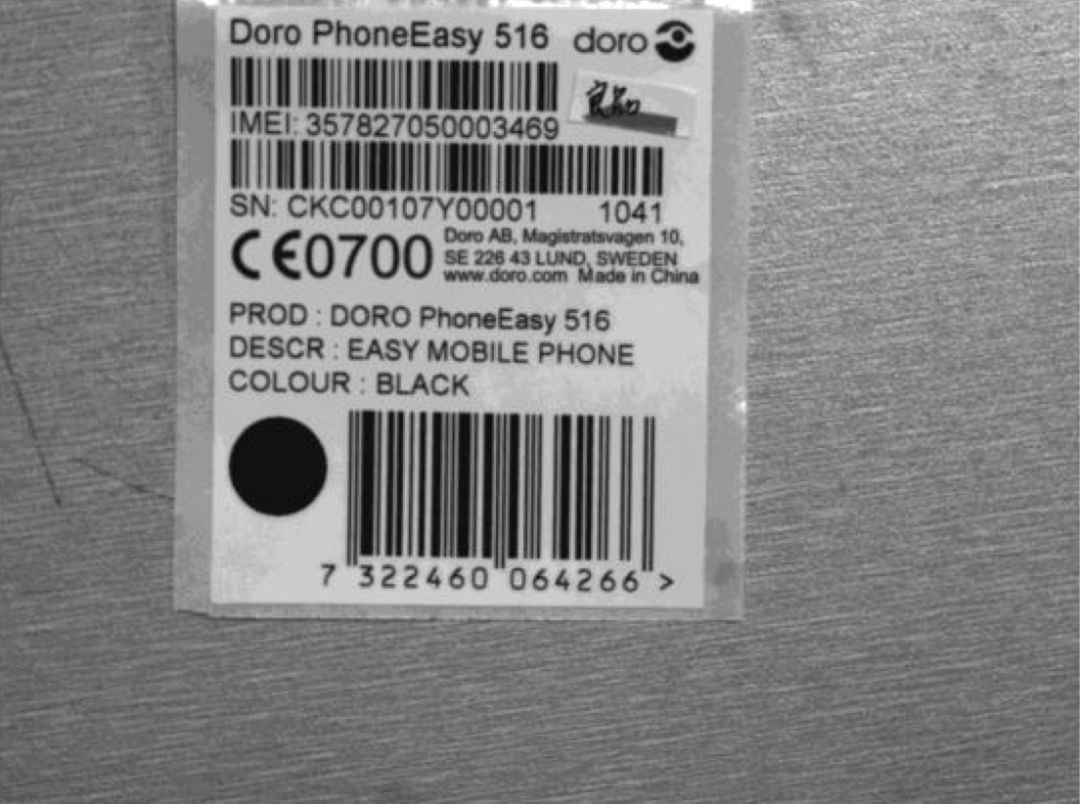 Doro PhoneEasy 516 doro
IMEI: 357827050003469
SN: CKC00107Y00001 1041
CE0700
Doro AB, Magistratsvagen 10,
SE 226 43 LUND, SWEDEN
www.doro.com Made in China
PROD : DORO PhoneEasy 516
DESCR : EASY MOBILE PHONE
COLOUR : BLACK
7 322460 064266 >